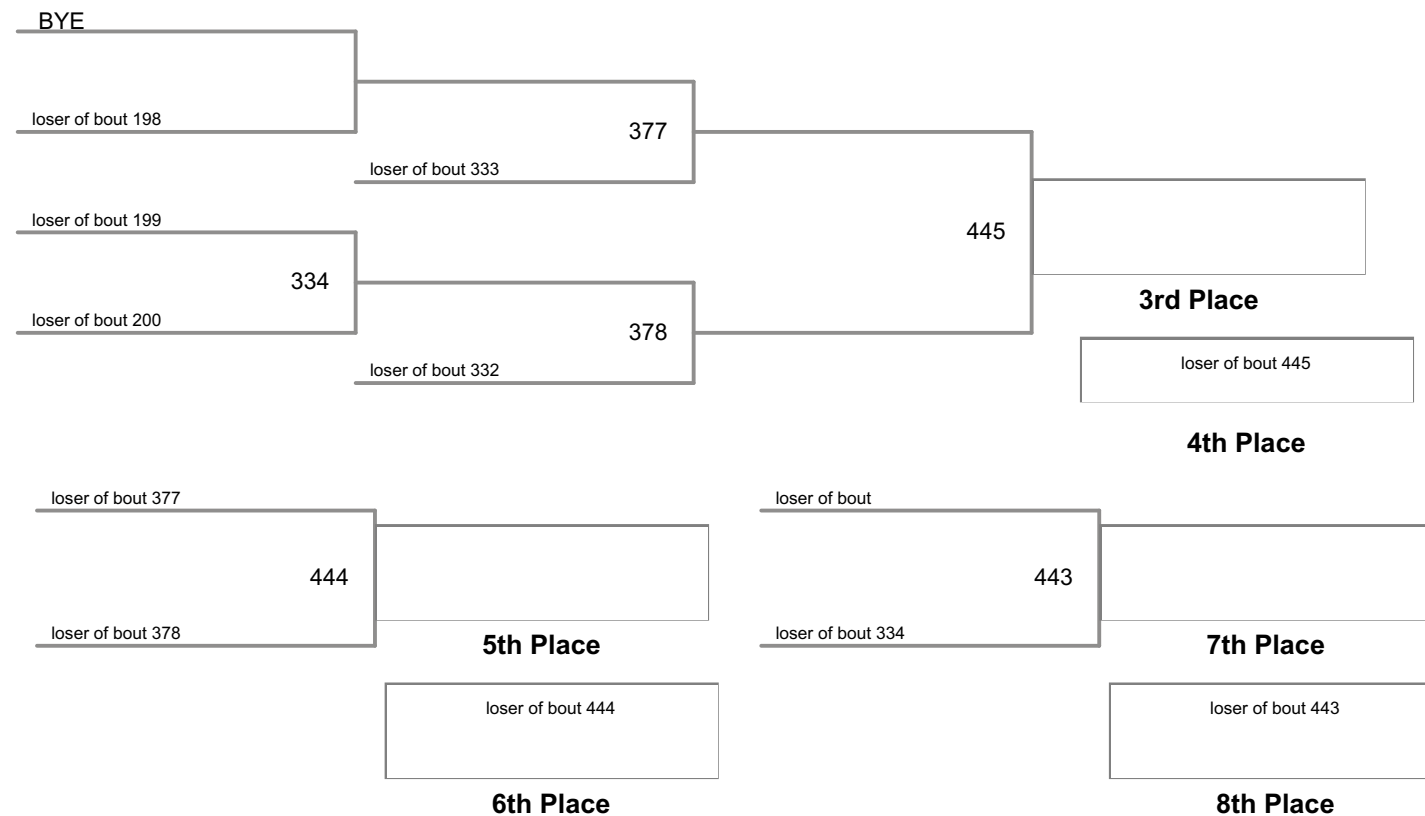 BYE
loser of bout 198
377
loser of bout 333
loser of bout 199
445
334
3rd Place
loser of bout 200
378
loser of bout 332
loser of bout 445
4th Place
loser of bout 377
444
loser of bout 378
5th Place
loser of bout 444
6th Place
loser of bout
443
loser of bout 334
7th Place
loser of bout 443
8th Place